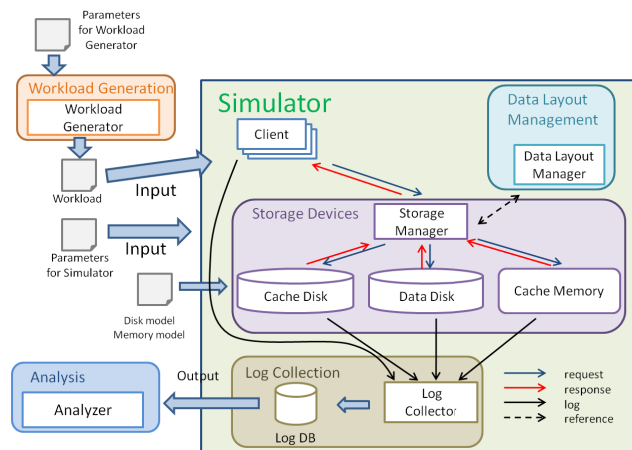 Parameters
for Workload
Generator
Workload Generation
Workload
Generator
Workload
Input
Parameters
for Simulator
Input
Disk model
Memory model
Simulator
Client
Data Layout
Management
Data Layout
Manager
Storage Devices
Storage
Manager
Cache Disk
Data Disk
Cache Memory
Log Collection
Log
Collector
Log DB
Output
Analysis
Analyzer
request
response
log
reference